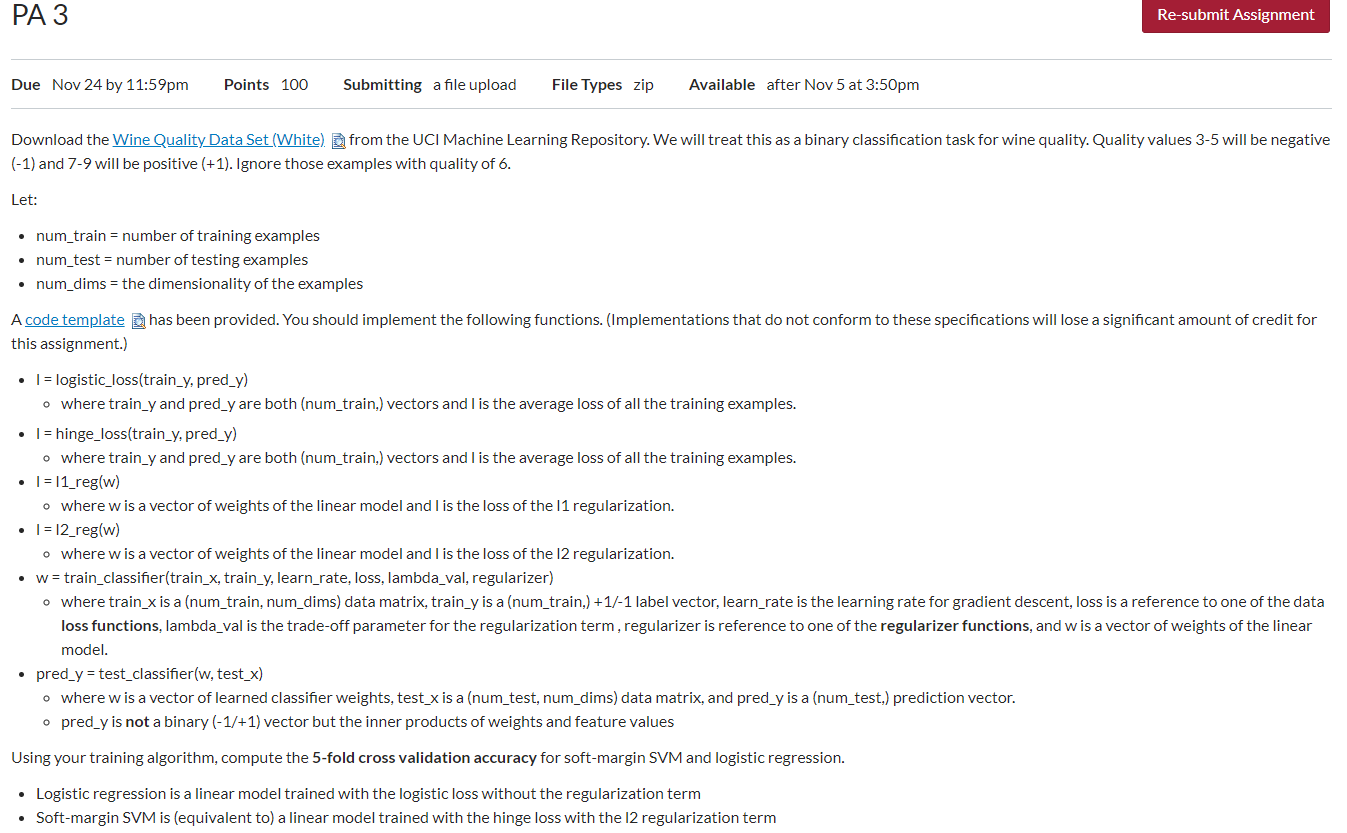 PA 3
Re-submit Assignment
Due Nov 24 by 11:59pm Points 100 Submitting a file upload File Types zip Available after Nov 5 at 3:50pm
Download the Wine Quality Data Set (White) from the UCI Machine Learning Repository. We will treat this as a binary classification task for wine quality. Quality values 3-5 will be negative
(-1) and 7-9 will be positive (+1). Ignore those examples with quality of 6.
Let:
• num_train = number of training examples
• num_test = number of testing examples
• num_dims = the dimensionality of the examples
A code template has been provided. You should implement the following functions. (Implementations that do not conform to these specifications will lose a significant amount of credit for
this assignment.)
• l = logistic_loss(train_y, pred_y)
◦ where train_y and pred_y are both (num_train,) vectors and l is the average loss of all the training examples.
• l = hinge_loss(train_y, pred_y)
◦ where train_y and pred_y are both (num_train,) vectors and l is the average loss of all the training examples.
• l = l1_reg(w)
◦ where w is a vector of weights of the linear model and l is the loss of the l1 regularization.
• l = l2_reg(w)
◦ where w is a vector of weights of the linear model and l is the loss of the l2 regularization.
• w = train_classifier(train_x, train_y, learn_rate, loss, lambda_val, regularizer)
◦ where train_x is a (num_train, num_dims) data matrix, train_y is a (num_train,) +1/-1 label vector, learn_rate is the learning rate for gradient descent, loss is a reference to one of the data
loss functions, lambda_val is the trade-off parameter for the regularization term , regularizer is reference to one of the regularizer functions, and w is a vector of weights of the linear
model.
• pred_y = test_classifier(w, test_x)
◦ where w is a vector of learned classifier weights, test_x is a (num_test, num_dims) data matrix, and pred_y is a (num_test,) prediction vector.
◦ pred_y is not a binary (-1/+1) vector but the inner products of weights and feature values
Using your training algorithm, compute the 5-fold cross validation accuracy for soft-margin SVM and logistic regression.
• Logistic regression is a linear model trained with the logistic loss without the regularization term
• Soft-margin SVM is (equivalent to) a linear model trained with the hinge loss with the l2 regularization term